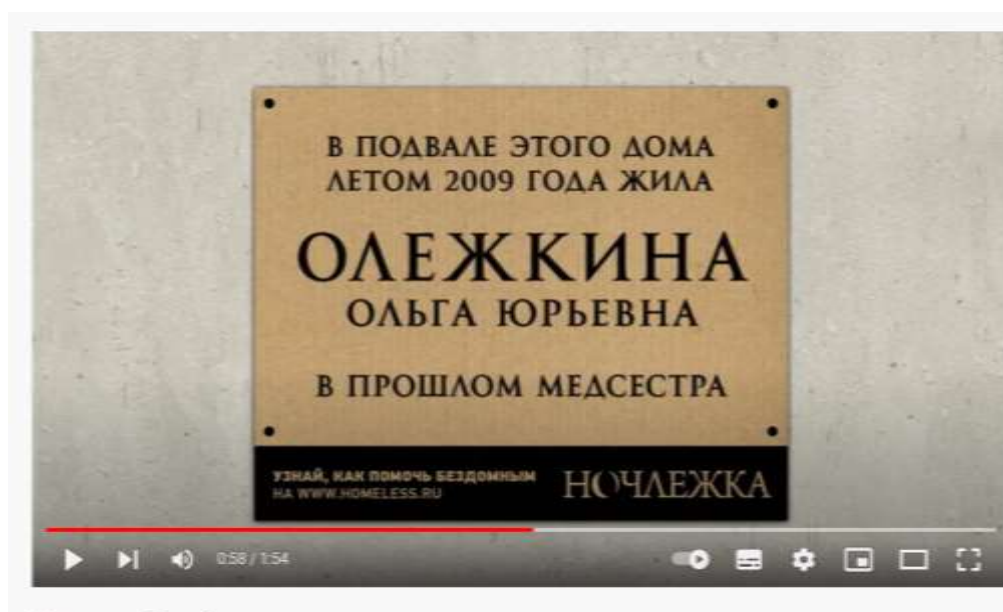 В ПОДВАЛЕ ЭТОГО ДОМА
ЛЕТОМ 2009 ГОДА ЖИЛА
ОЛЕЖКИНА
ОЛЬГА ЮРЬЕВНА
В ПРОШЛОМ МЕДСЕСТРА
УЗНАЙ, КАК ПОМОЧЬ БЕЗДОМНЫМ
НА WWW.HOMELESS.RU
НОЧЛЕЖКА
0:58 / 1:54